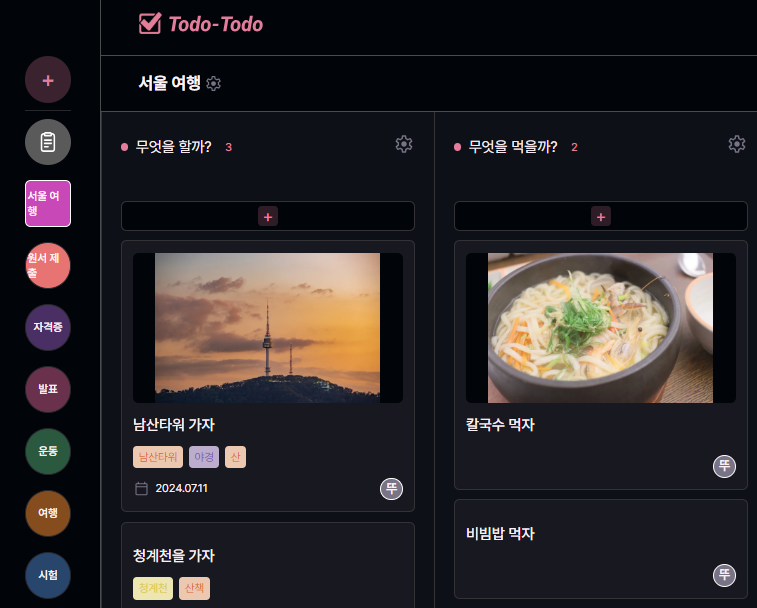 Todo-Todo
서울 여행
+
서울 여
행
원서 제
출
자격증
발표
운동
여행
시험
무엇을 할까? 3
+
남산타워 가자
남산타워 야경 산
2024.07.11 뚜
청계천을 가자
청계천 산책
무엇을 먹을까? 2
+
칼국수 먹자
뚜
비빔밥 먹자
뚜